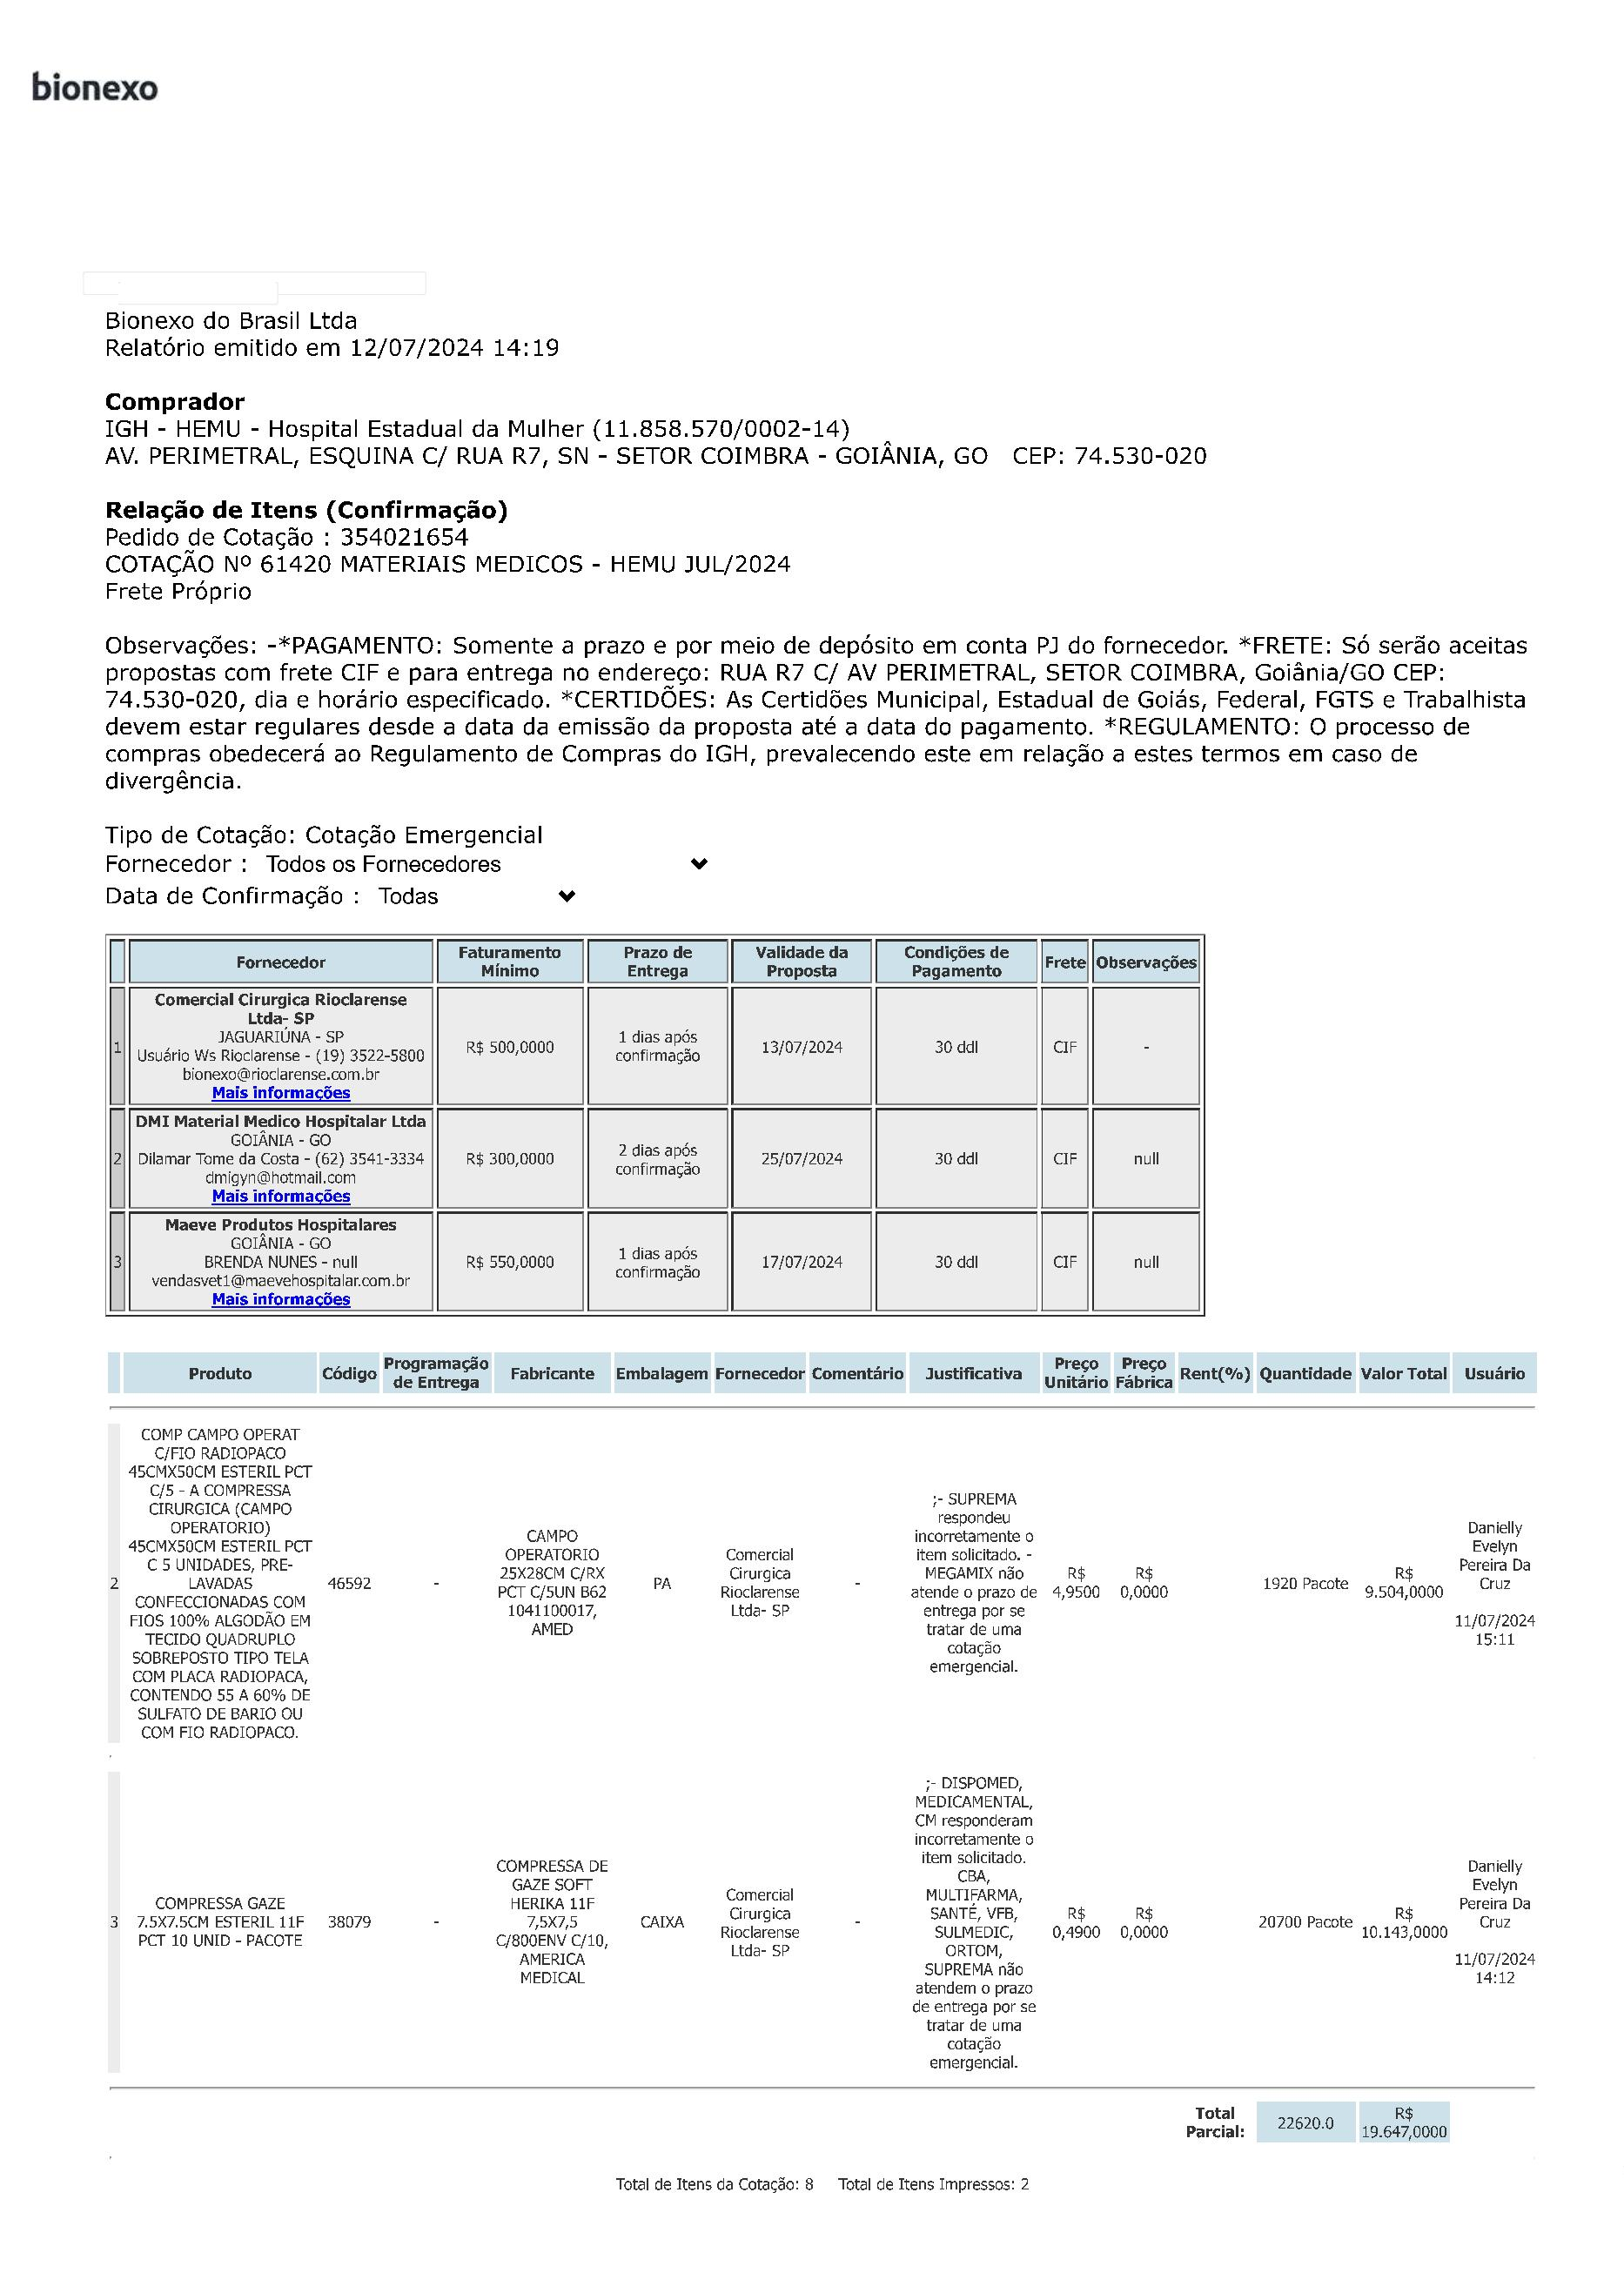 bionexo
Bionexo do Brasil Ltda
Relatório emitido em 12/07/2024 14:19
Comprador
IGH - HEMU - Hospital Estadual da Mulher (11.858.570/0002-14)
AV. PERIMETRAL, ESQUINA C/ RUA R7, SN - SETOR COIMBRA - GOIÂNIA, GO CEP: 74.530-020
Relação de Itens (Confirmação)
Pedido de Cotação : 354021654
COTAÇÃO Nº 61420 MATERIAIS MEDICOS - HEMU JUL/2024
Frete Próprio
Observações: -*PAGAMENTO: Somente a prazo e por meio de depósito em conta PJ do fornecedor. *FRETE: Só serão aceitas
propostas com frete CIF e para entrega no endereço: RUA R7 C/ AV PERIMETRAL, SETOR COIMBRA, Goiânia/GO CEP:
74.530-020, dia e horário especificado. *CERTIDÕES: As Certidões Municipal, Estadual de Goiás, Federal, FGTS e Trabalhista
devem estar regulares desde a data da emissão da proposta até a data do pagamento. *REGULAMENTO: O processo de
compras obedecerá ao Regulamento de Compras do IGH, prevalecendo este em relação a estes termos em caso de
divergência.
Tipo de Cotação: Cotação Emergencial
Fornecedor : Todos os Fornecedores
Data de Confirmação : Todas
Fornecedor
Faturamento
Mínimo
Prazo de
Entrega
Validade da
Proposta
Condições de
Pagamento
Frete
Observações
1
Comercial Cirurgica Rioclarense
Ltda- SP
JAGUARIÚNA - SP
Usuário Ws Rioclarense - (19) 3522-5800
bionexo@rioclarense.com.br
Mais informações
R$ 500,0000
1 dias após
confirmação
13/07/2024
30 ddl
CIF
-
2
DMI Material Medico Hospitalar Ltda
GOIÂNIA - GO
Dilamar Tome da Costa - (62) 3541-3334
dmigyn@hotmail.com
Mais informações
R$ 300,0000
2 dias após
confirmação
25/07/2024
30 ddl
CIF
null
3
Maeve Produtos Hospitalares
GOIÂNIA - GO
BRENDA NUNES - null
vendasvet1@maevehospitalar.com.br
Mais informações
R$ 550,0000
1 dias após
confirmação
17/07/2024
30 ddl
CIF
null
Produto
Código
Programação
de Entrega
Fabricante
Embalagem
Fornecedor
Comentário
Justificativa
Preço
Unitário
Preço
Fábrica
Rent(%)
Quantidade
Valor Total
Usuário
2
COMP CAMPO OPERAT
C/FIO RADIOPACO
45CMX50CM ESTERIL PCT
C/5 - A COMPRESSA
CIRURGICA (CAMPO
OPERATORIO)
45CMX50CM ESTERIL PCT
C 5 UNIDADES, PRE-
LAVADAS
CONFECCIONADAS COM
FIOS 100% ALGODÃO EM
TECIDO QUADRUPLO
SOBREPOSTO TIPO TELA
COM PLACA RADIOPACA,
CONTENDO 55 A 60% DE
SULFATO DE BARIO OU
COM FIO RADIOPACO.
46592
-
CAMPO
OPERATORIO
25X28CM C/RX
PCT C/5UN B62
1041100017,
AMED
PA
Comercial
Cirurgica
Rioclarense
Ltda- SP
-
;- SUPREMA
respondeu
incorretamente o
item solicitado. -
MEGAMIX não
atende o prazo de
entrega por se
tratar de uma
cotação
emergencial.
R$
4,9500
R$
0,0000
1920 Pacote
R$
9.504,0000
Danielly
Evelyn
Pereira Da
Cruz
11/07/2024
15:11
3
COMPRESSA GAZE
7.5X7.5CM ESTERIL 11F
PCT 10 UNID - PACOTE
38079
-
COMPRESSA DE
GAZE SOFT
HERIKA 11F
7,5X7,5
C/800ENV C/10,
AMERICA
MEDICAL
CAIXA
Comercial
Cirurgica
Rioclarense
Ltda- SP
-
;- DISPOMED,
MEDICAMENTAL,
CM responderam
incorretamente o
item solicitado.
CBA,
MULTIFARMA,
SANTÉ, VFB,
SULMEDIC,
ORTOM,
SUPREMA não
atendem o prazo
de entrega por se
tratar de uma
cotação
emergencial.
R$
0,4900
R$
0,0000
20700 Pacote
R$
10.143,0000
Danielly
Evelyn
Pereira Da
Cruz
11/07/2024
14:12
Total
Parcial:
22620.0
R$
19.647,0000
Total de Itens da Cotação: 8 Total de Itens Impressos: 2